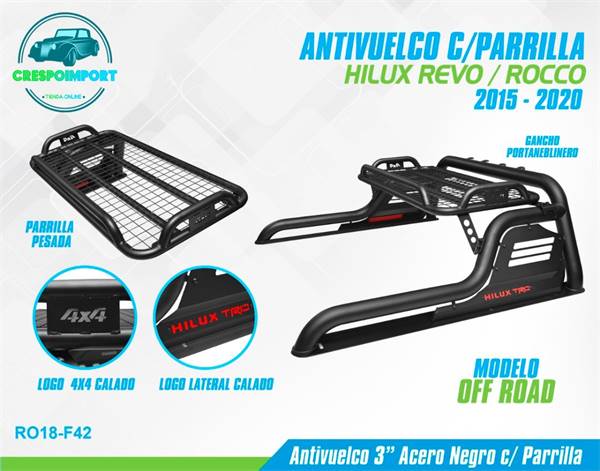 CRESPOIMPORT
TIENDA ONLINE
ANTIVUELCO C/PARRILLA
HILUX REVO / ROCCO
2015 - 2020
GANCHO
PORTANEBLINERO
PARRILLA
PESADA
4x4
HILUX TRD
HILUX TRD
LOGO 4X4 CALADO
LOGO LATERAL CALADO
MODELO
OFF ROAD
RO18-F42
Antivuelco 3” Acero Negro c/ Parrilla